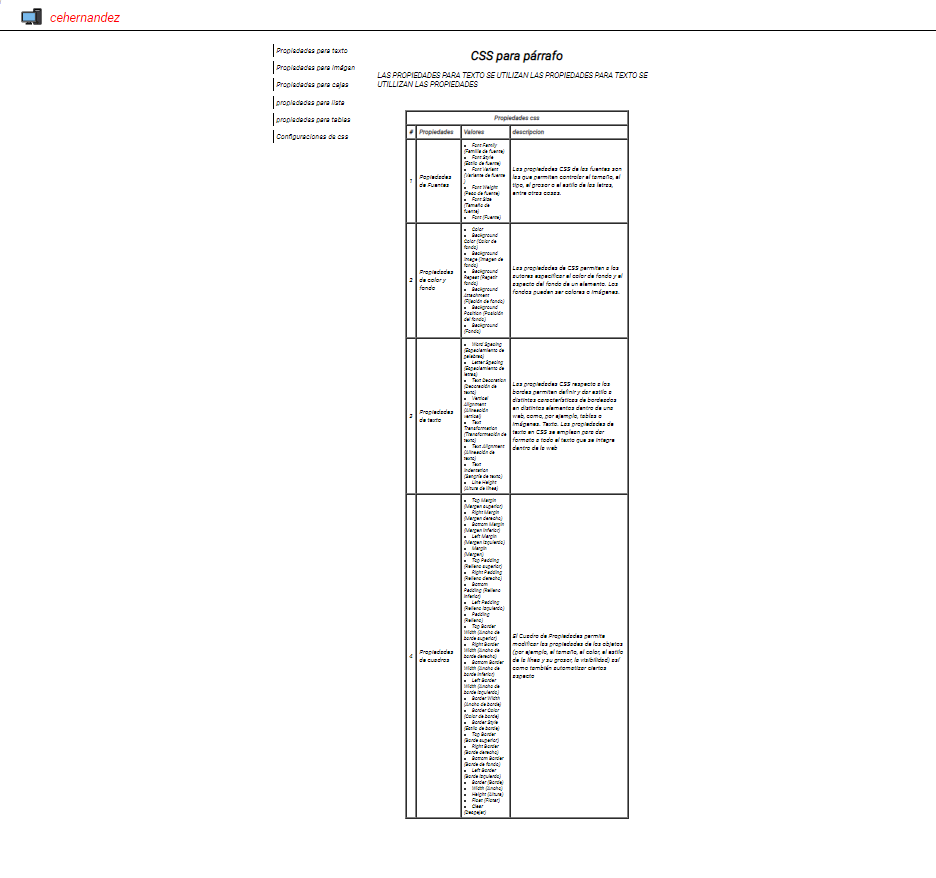 cehernandez
Propiedades para texto
Propiedades para imágen
Propiedades para cajas
propiedades para lista
propiedades para tablas
Configuraciones de css
CSS para párrafo
LAS PROPIEDADES PARA TEXTO SE UTILIZAN LAS PROPIEDADES PARA TEXTO SE
UTILLIZAN LAS PROPIEDADES
Propiedades css
# Propiedades Valores descripcion
1
Popiedades
de Fuentes
Font Family
(Familia de fuente)
Font Style
(Estilo de fuente)
Font Variant
(Variante de fuente
)
Font Weight
(Peso de fuente)
Font Size
(Tamaño de
fuente)
Font (Fuente)
Las propiedades CSS de las fuentes son
las que permiten controlar el tamaño, el
tipo, el grosor o el estilo de las letras,
entre otras cosas.
2
Propiedades
de color y
fondo
Color
Background
Color (Color de
fondo)
Background
Image (Imagen de
fondo)
Background
Repeat (Repetir
fondo)
Background
Attachment
(Fijación de fondo)
Background
Position (Posición
del fondo)
Background
(Fondo)
Las propiedades de CSS permiten a los
autores especificar el color de fondo y el
espacio del fondo de un elemento. Los
fondos pueden ser colores o imágenes.
3
Propiedades
de texto
Word Spacing
(Espaciamiento de
palabras)
Letter Spacing
(Espaciamiento de
letras)
Text Decoration
(Decoración de
texto)
Vertical
Alignment
(Alineación
vertical)
Text
Transformation
(Transformación de
texto)
Text Alignment
(Alineación de
texto)
Text
Indentation
(Sangría de texto)
Line Height
(Altura de línea)
Las propiedades CSS respecto a los
bordes permiten definir y dar estilo a
distintas características de bordeados
en distintos elementos dentro de una
web, como, por ejemplo, tablas o
imágenes. Texto. Las propiedades de
texto en CSS se emplean para dar
formato a todo el texto que se integra
dentro de la web
4
Propiedades
de cuadros
Top Margin
(Margen superior)
Right Margin
(Margen derecho)
Bottom Margin
(Margen inferior)
Left Margin
(Margen izquierdo)
Margin
(Margen)
Top Padding
(Relleno superior)
Right Padding
(Relleno derecho)
Bottom
Padding (Relleno
inferior)
Left Padding
(Relleno izquierdo)
Padding
(Relleno)
Top Border
Width (Ancho de
borde superior)
Right Border
Width (Ancho de
borde derecho)
Bottom Border
Width (Ancho de
borde inferior)
Left Border
Width (Ancho de
borde izquierdo)
Border Width
(Ancho de borde)
Border Color
(Color de borde)
Border Style
(Estilo de borde)
Top Border
(Borde superior)
Right Border
(Borde derecho)
Bottom Border
(Borde de fondo)
Left Border
(Borde izquierdo)
Border (Borde)
Width (Ancho)
Height (Altura)
Float (Flotar)
Clear
(Despejar)
El Cuadro de Propiedades permite
modificar las propiedades de los objetos
(por ejemplo, el tamaño, el color, el estilo
de la línea y su grosor, la visibilidad) así
como también automatizar ciertos
espacio